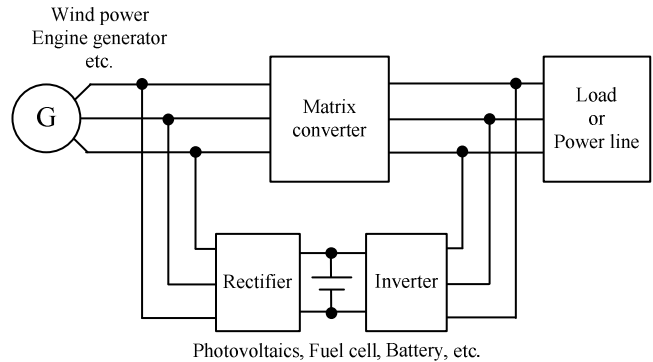 Wind power
Engine generator
etc.
G
Matrix
converter
Load
or
Power line
Rectifier
Inverter
Photovoltaics, Fuel cell, Battery, etc.